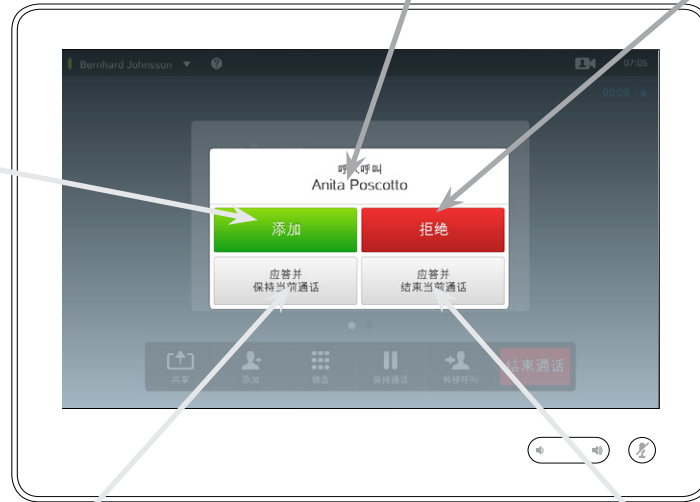 Bernhard Johnsson
07:05
00:08
呼入呼叫
Anita Poscotto
添加
拒绝
应答并
保持当前通话
应答并
结束当前通话
共享
添加
键盘
保持通话
转移呼叫
结束通话